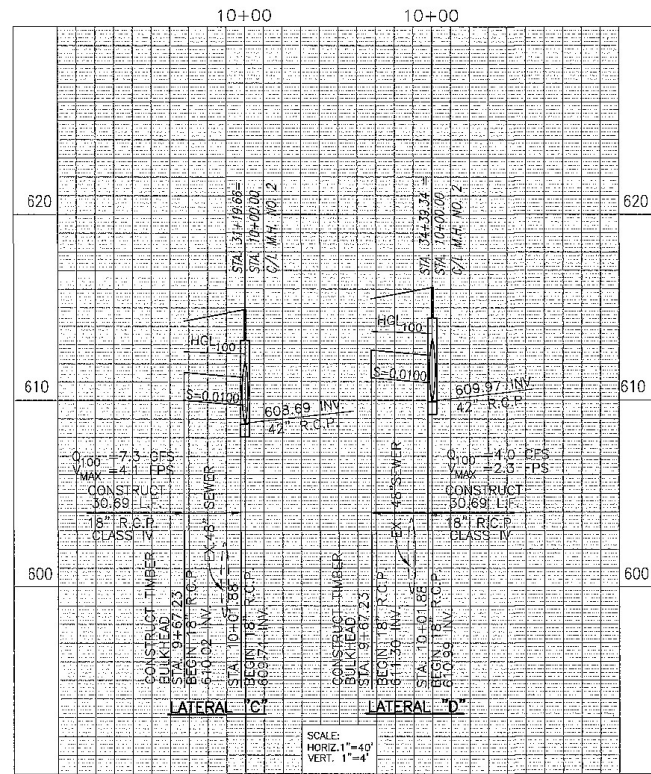 10+00
10+00
620
620
STA. 34+19.66=
STA. 10+00.00
C/L M.H. NO. 2
STA. 34+39.34 =
STA. 10+00.00
C/L M.H. NO. 2
HGL100
HGL100
610
610
S=0.0100
S=0.0100
608.69 INV.
42" R.C.P.
609.97 INV.
42" R.C.P.
Q100 =7.3 CFS
VMAX =4.1 FPS
CONSTRUCT
30.69 L.F.
18" R.C.P.
CLASS IV
EX. 48" SEWER
EX. 48" SEWER
Q100 =4.0 CFS
VMAX =2.3 FPS
CONSTRUCT
30.69 L.F.
18" R.C.P.
CLASS IV
600
600
CONSTRUCT TIMBER
BULKHEAD
STA. 9+67.23
BEGIN 18" R.C.P.
610.02 INV.
STA. 10+01.88
BEGIN 18" R.C.P.
609.71 INV.
CONSTRUCT TIMBER
BULKHEAD
STA. 9+67.23
BEGIN 18" R.C.P.
611.30 INV.
STA. 10+01.88
BEGIN 18" R.C.P.
610.99 INV.
LATERAL "C"
LATERAL "D"
SCALE:
HORIZ.1"=40'
VERT. 1"=4'